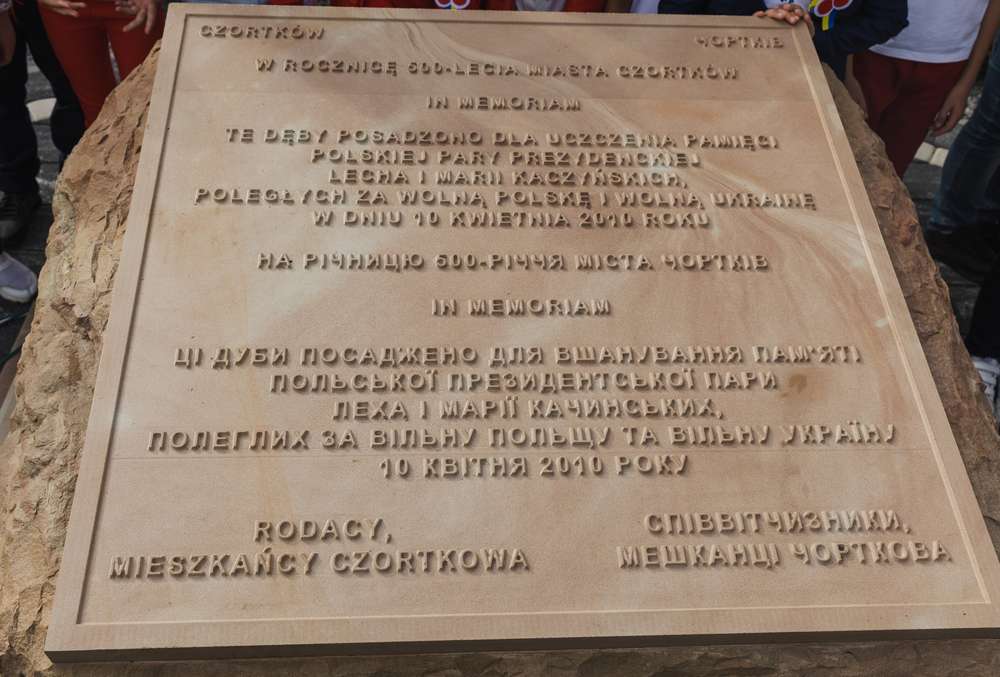 CZORTKÓW
ЧОРТКІВ
W ROCZNICĘ 500-LECIA MIASTA CZORTKÓW
IN MEMORIAM
TE DĘBY POSADZONO DLA UCZCZENIA PAMIĘCI
POLSKIEJ PARY PREZYDENCKIEJ
LECHA I MARII KACZYŃSKICH,
POLEGŁYCH ZA WOLNĄ POLSKĘ I WOLNĄ UKRAINĘ
W DNIU 10 KWIETNIA 2010 ROKU
НА РІЧНИЦЮ 500-РІЧЧЯ МІСТА ЧОРТКІВ
IN MEMORIAM
ЦІ ДУБИ ПОСАДЖЕНО ДЛЯ ВШАНУВАННЯ ПАМ'ЯТІ
ПОЛЬСЬКОЇ ПРЕЗИДЕНТСЬКОЇ ПАРИ
ЛЕХА І МАРІЇ КАЧИНСЬКИХ,
ПОЛЕГЛИХ ЗА ВІЛЬНУ ПОЛЬЩУ ТА ВІЛЬНУ УКРАЇНУ
10 КВІТНЯ 2010 РОКУ
RODACY,
MIESZKAŃCY CZORTKOWA
СПІВВІТЧИЗНИКИ,
МЕШКАНЦІ ЧОРТКОВА